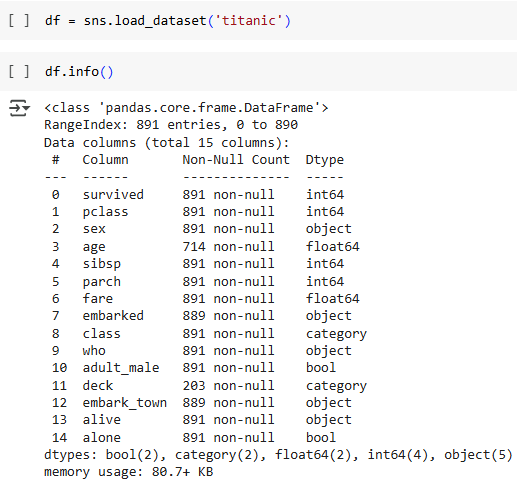 [ ] df = sns.load_dataset('titanic')
[ ] df.info()
<class 'pandas.core.frame.DataFrame'>
RangeIndex: 891 entries, 0 to 890
Data columns (total 15 columns):
 #   Column       Non-Null Count  Dtype
---  ------       --------------  -----
 0   survived     891 non-null    int64
 1   pclass       891 non-null    int64
 2   sex          891 non-null    object
 3   age          714 non-null    float64
 4   sibsp        891 non-null    int64
 5   parch        891 non-null    int64
 6   fare         891 non-null    float64
 7   embarked     889 non-null    object
 8   class        891 non-null    category
 9   who          891 non-null    object
 10  adult_male   891 non-null    bool
 11  deck         203 non-null    category
 12  embark_town  889 non-null    object
 13  alive        891 non-null    object
 14  alone        891 non-null    bool
dtypes: bool(2), category(2), float64(2), int64(4), object(5)
memory usage: 80.7+ KB